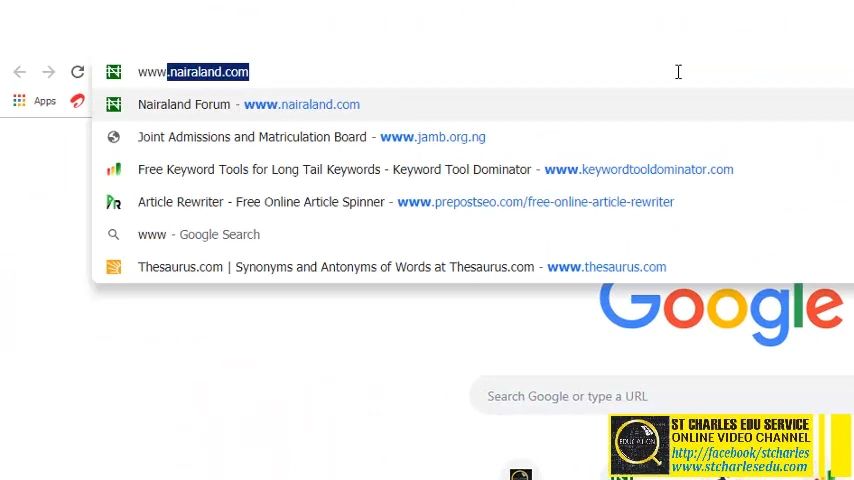 www.nairaland.com
Apps
Nairaland Forum - www.nairaland.com
Joint Admissions and Matriculation Board - www.jamb.org.ng
Free Keyword Tools for Long Tail Keywords - Keyword Tool Dominator - www.keywordtooldominator.com
Article Rewriter - Free Online Article Spinner - www.prepostseo.com/free-online-article-rewriter
www - Google Search
Thesaurus.com | Synonyms and Antonyms of Words at Thesaurus.com - www.thesaurus.com
Google
Search Google or type a URL
EDUCATION
ST CHARLES EDU SERVICE
ONLINE VIDEO CHANNEL
http://facebook/stcharles
www.stcharlesedu.com